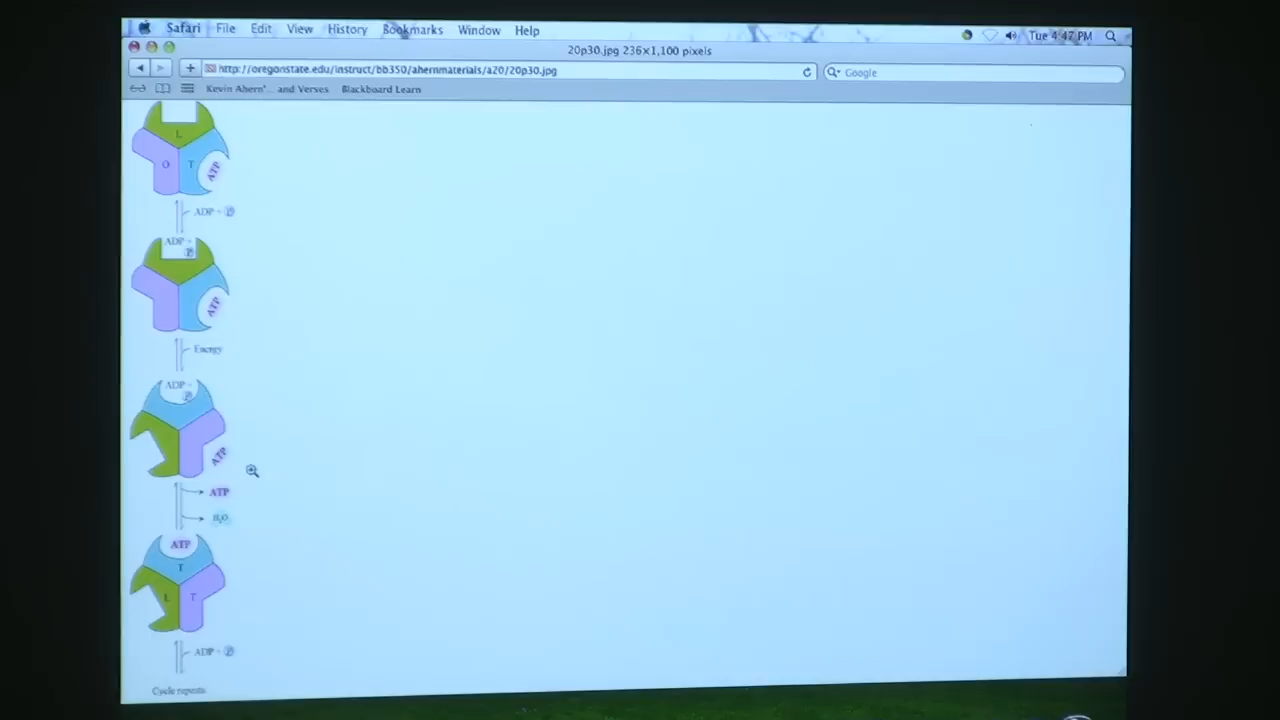 Safari File Edit View History Bookmarks Window Help Tue 4:47 PM
20p30.jpg 236×1,100 pixels
http://oregonstate.edu/instruct/bb350/ahernmaterials/a20/20p30.jpg Google
Kevin Ahern'... and Verses Blackboard Learn
L
O T ATP
ADP + P
ADP +
P
ATP
Energy
ADP +
P
ATP
ATP
H₂O
ATP
T
L T
ADP + P
Cycle repeats